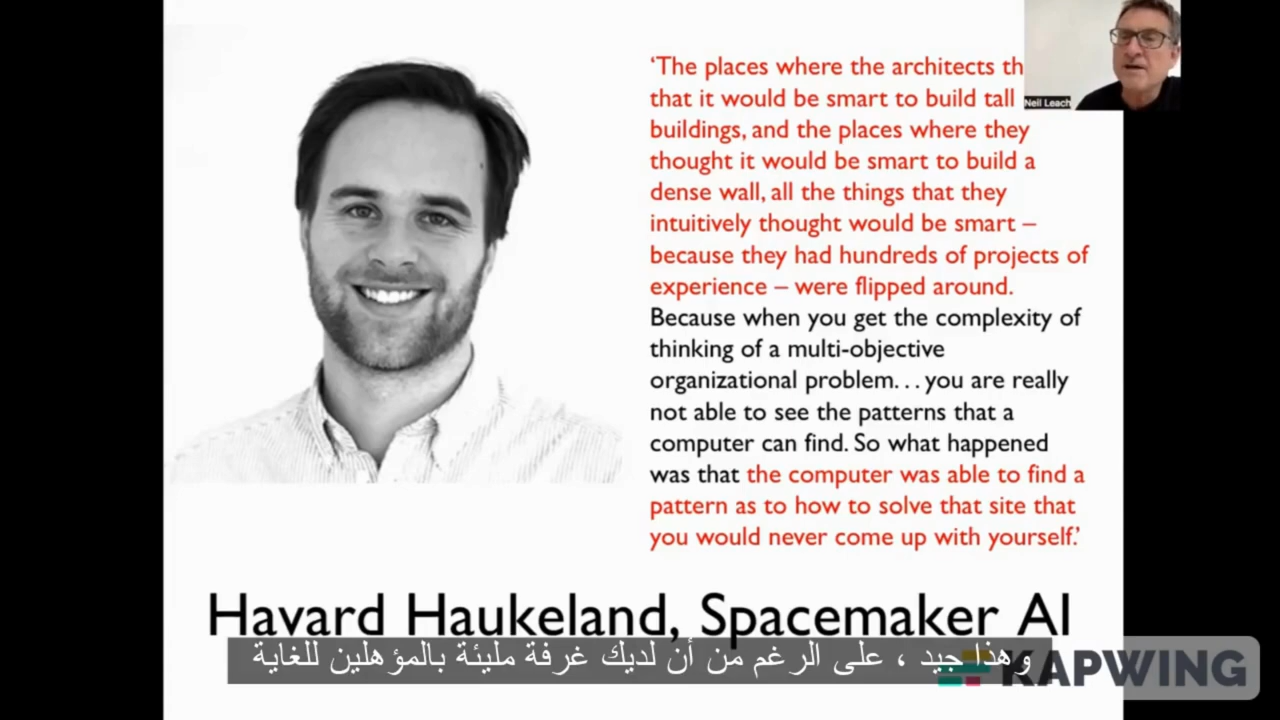 ‘The places where the architects th
that it would be smart to build tall
buildings, and the places where they
thought it would be smart to build a
dense wall, all the things that they
intuitively thought would be smart –
because they had hundreds of projects of
experience – were flipped around.
Because when you get the complexity of
thinking of a multi-objective
organizational problem…you are really
not able to see the patterns that a
computer can find. So what happened
was that the computer was able to find a
pattern as to how to solve that site that
you would never come up with yourself.’
Neil Leach
Havard Haukeland, Spacemaker AI
وهذا جيد ، على الرغم من أن لديك غرفة مليئة بالمؤهلين للغاية
KAPWING